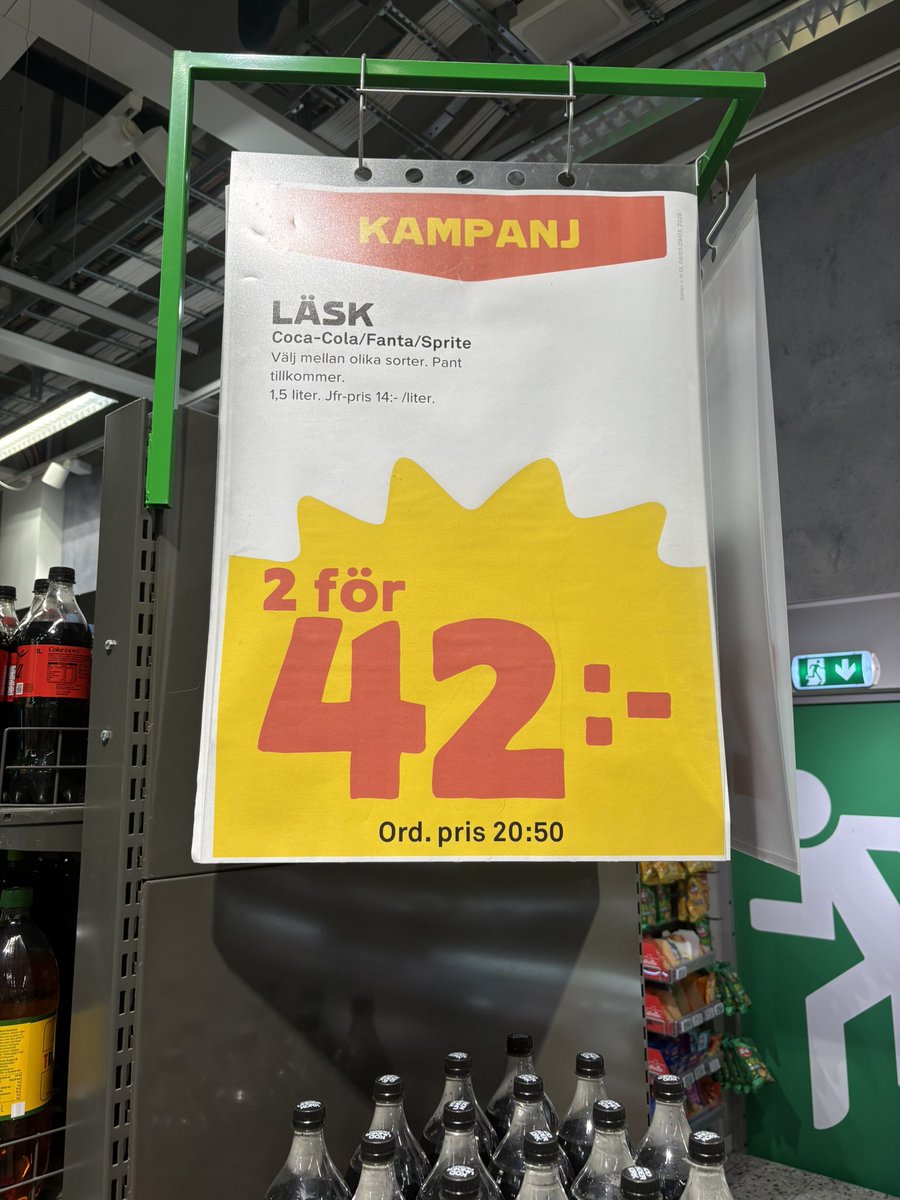 KAMPANJ
LÄSK
Coca-Cola/Fanta/Sprite
Välj mellan olika sorter. Pant
tillkommer.
1,5 liter. Jfr-pris 14:- /liter.
2 för
42:-
Ord. pris 20:50